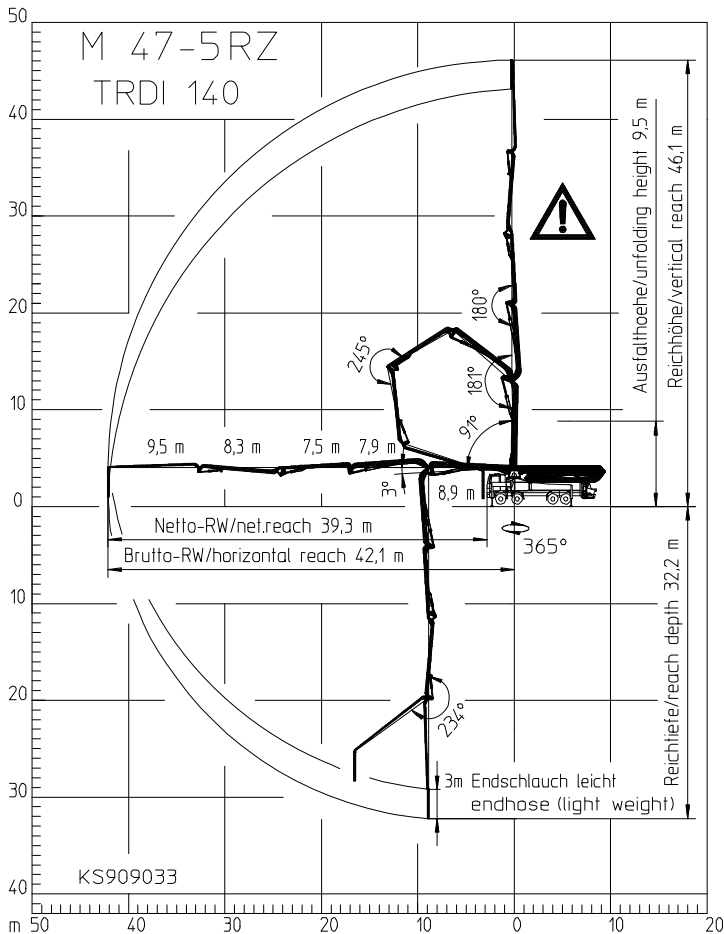 M 47-5RZ
TRDI 140
50
40
30
20
10
0
10
20
30
40
m 50 40 30 20 10 0 10 20
Ausfalthoehe/unfolding height 9,5 m
Reichhöhe/vertical reach 46,1 m
180°
245°
181°
91°
9,5 m
8,3 m
7,5 m
7,9 m
3°
8,9 m
Netto-RW/net.reach 39,3 m
365°
Brutto-RW/horizontal reach 42,1 m
Reichtiefe/reach depth 32,2 m
234°
3m Endschlauch leicht
endhose (light weight)
KS909033